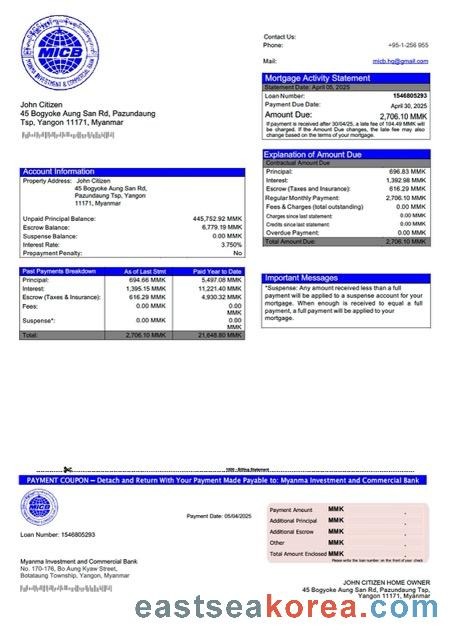 MICB
MYANMA INVESTMENT & COMMERCIAL BANK
Contact Us:
Phone: +95-1-256 955
Mail: micb.hq@gmail.com
Mortgage Activity Statement
Statement Date: April 05, 2025
Loan Number: 1546805293
Payment Due Date: April 30, 2025
Amount Due: 2,706.10 MMK
If payment is received after 30/04/25, a late fee of 104.49 MMK will
be charged. If the Amount Due changes, the late fee may also
change based on the terms of your mortgage.
John Citizen
45 Bogyoke Aung San Rd, Pazundaung
Tsp, Yangon 11171, Myanmar
Explanation of Amount Due
Contractual Amount Due
Principal: 696.83 MMK
Interest: 1,392.98 MMK
Escrow (Taxes and Insurance): 616.29 MMK
Regular Monthly Payment: 2,706.10 MMK
Fees & Charges (total outstanding) 0.00 MMK
Charges since last statement: 0.00 MMK
Credits since last statement: 0.00 MMK
Overdue Payment: 0.00 MMK
Total Amount Due: 2,706.10 MMK
Account Information
Property Address: John Citizen
45 Bogyoke Aung San Rd,
Pazundaung Tsp, Yangon
11171, Myanmar
Unpaid Principal Balance: 445,752.92 MMK
Escrow Balance: 6,779.19 MMK
Suspense Balance: 0.00 MMK
Interest Rate: 3.750%
Prepayment Penalty: No
Past Payments Breakdown As of Last Stmt Paid Year to Date
Principal: 694.66 MMK 5,497.08 MMK
Interest: 1,395.15 MMK 11,221.40 MMK
Escrow (Taxes & Insurance): 616.29 MMK 4,930.32 MMK
Fees: 0.00 MMK 0.00
MMK
Suspense*: 0.00 MMK 0.00
MMK
Total: 2,706.10 MMK 21,648.80 MMK
Important Messages
*Suspense: Any amount received less than a full
payment will be applied to a suspense account for your
mortgage. When enough is received to equal a full
payment, a full payment will be applied to your
mortgage.
1000 - Billing Statement
PAYMENT COUPON – Detach and Return With Your Payment Made Payable to: Myanma Investment and Commercial Bank
MICB
Payment Date: 05/04/2025
Loan Number: 1546805293
Payment Amount MMK .
Additional Principal MMK .
Additional Escrow MMK .
Other MMK .
Total Amount Enclosed MMK .
Please write the loan number on the front of your check
Myanma Investment and Commercial Bank
No. 170-176, Bo Aung Kyaw Street,
Botataung Township, Yangon, Myanmar
JOHN CITIZEN HOME OWNER
45 Bogyoke Aung San Rd, Pazundaung Tsp,
Yangon 11171, Myanmar
eastseakorea.com